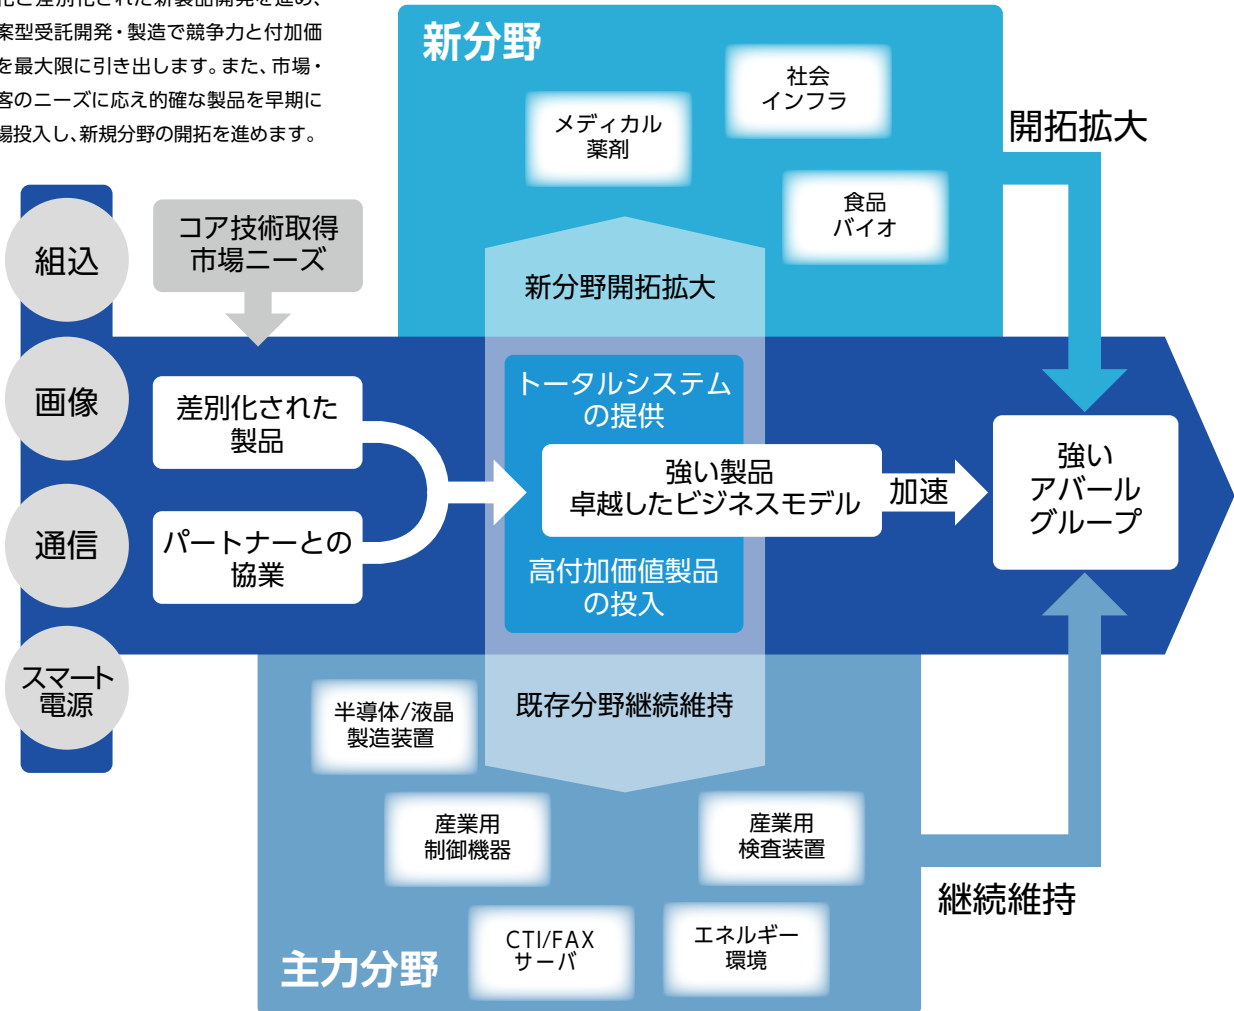 化と差別化された新製品開発を進め、
案型受託開発・製造で競争力と付加価
を最大限に引き出します。また、市場・
客のニーズに応え的確な製品を早期に
場投入し、新規分野の開拓を進めます。
新分野
社会
インフラ
メディカル
薬剤
食品
バイオ
開拓拡大
組込
画像
通信
スマート
電源
コア技術取得
市場ニーズ
新分野開拓拡大
差別化された
製品
パートナーとの
協業
トータルシステム
の提供
強い製品
卓越したビジネスモデル
高付加価値製品
の投入
加速
強い
アバール
グループ
既存分野継続維持
半導体/液晶
製造装置
産業用
制御機器
産業用
検査装置
CTI/FAX
サーバ
エネルギー
環境
主力分野
継続維持